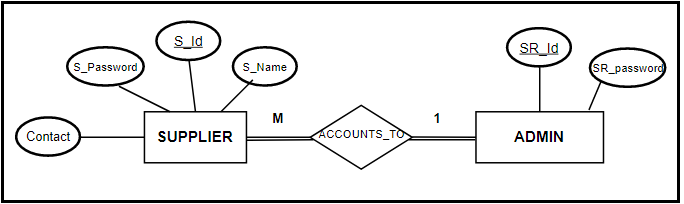 S_Id
SR_Id
S_Password
S_Name
SR_password
M
1
Contact
SUPPLIER
ACCOUNTS_TO
ADMIN